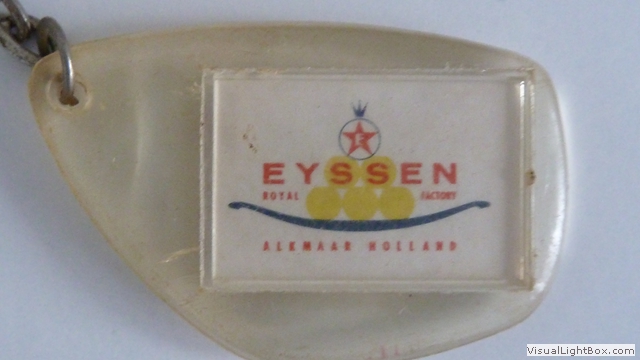 E
EYSSEN
ROYAL FACTORY
ALKMAAR HOLLAND
VisualLightBox.com